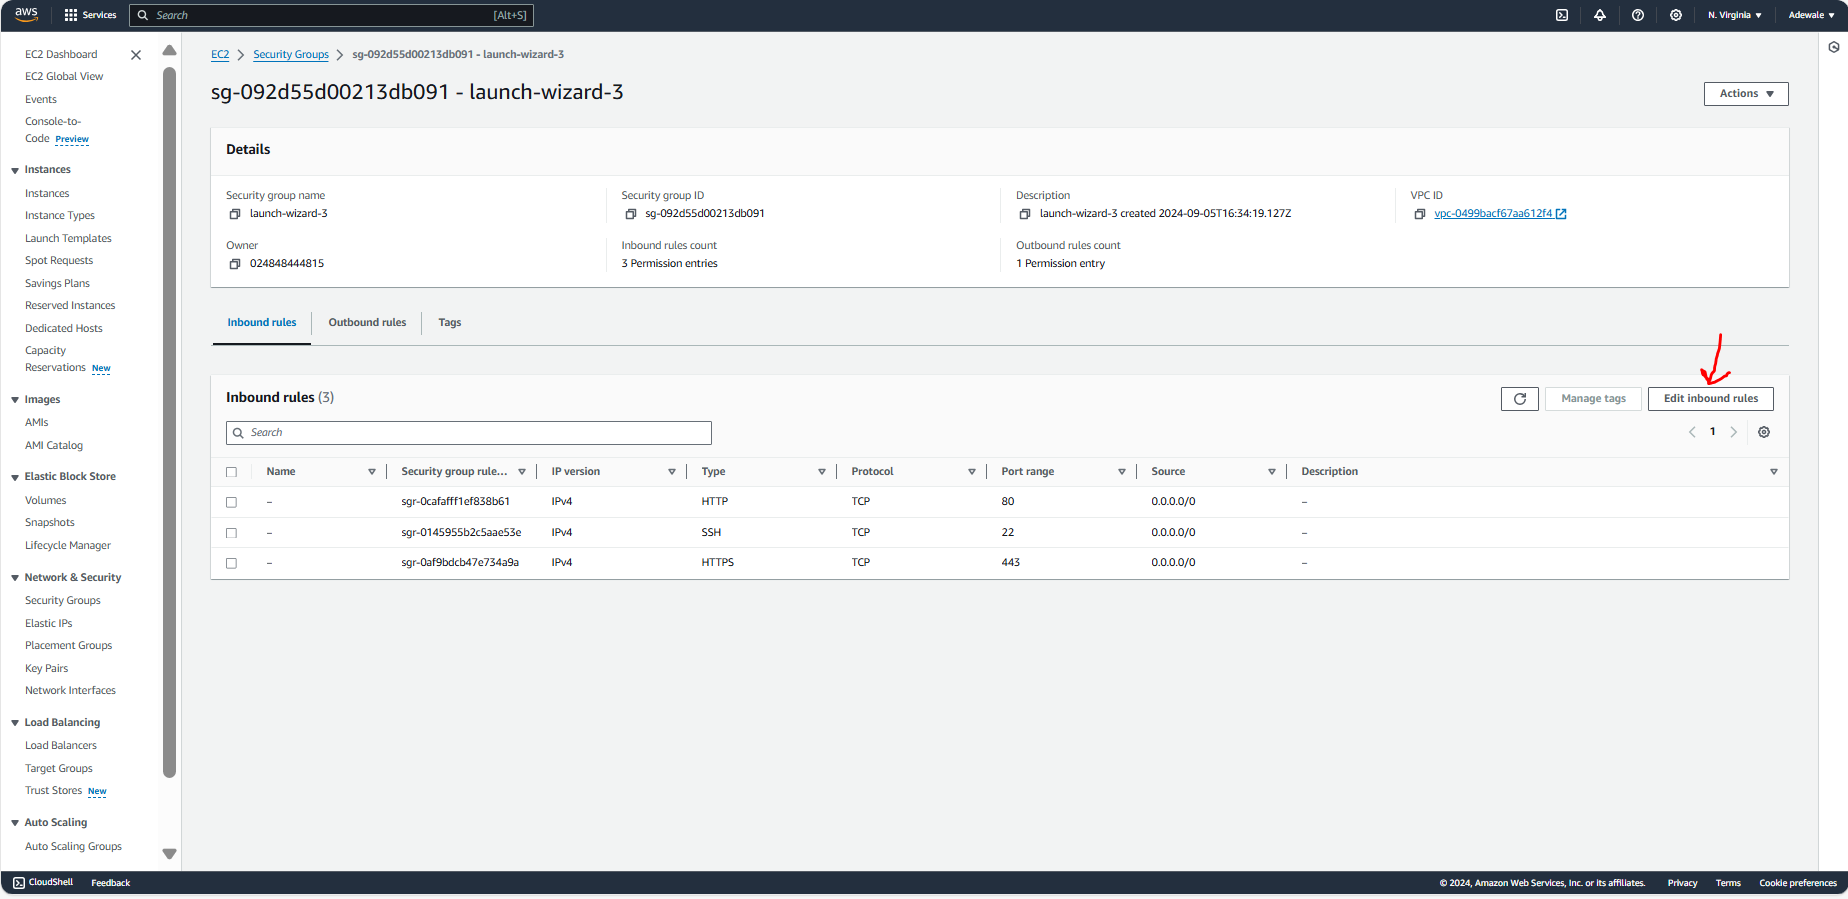 aws Services Search [Alt+S] N. Virginia Adewale
EC2 Dashboard
EC2 Global View
Events
Console-to-
Code Preview
Instances
Instances
Instance Types
Launch Templates
Spot Requests
Savings Plans
Reserved Instances
Dedicated Hosts
Capacity
Reservations New
Images
AMIs
AMI Catalog
Elastic Block Store
Volumes
Snapshots
Lifecycle Manager
Network & Security
Security Groups
Elastic IPs
Placement Groups
Key Pairs
Network Interfaces
Load Balancing
Load Balancers
Target Groups
Trust Stores New
Auto Scaling
Auto Scaling Groups
EC2 Security Groups sg-092d55d00213db091 - launch-wizard-3
sg-092d55d00213db091 - launch-wizard-3
Actions
Details
Security group name
launch-wizard-3
Security group ID
sg-092d55d00213db091
Description
launch-wizard-3 created 2024-09-05T16:34:19.127Z
VPC ID
vpc-0499bacf67aa612f4
Owner
024848444815
Inbound rules count
3 Permission entries
Outbound rules count
1 Permission entry
Inbound rules Outbound rules Tags
Inbound rules (3)
Manage tags Edit inbound rules
Search
1
Name Security group rule... IP version Type Protocol Port range Source Description
– sgr-0cafafff1ef838b61 IPv4 HTTP TCP 80 0.0.0.0/0 –
– sgr-0145955b2c5aae53e IPv4 SSH TCP 22 0.0.0.0/0 –
– sgr-0af9bdcb47e734a9a IPv4 HTTPS TCP 443 0.0.0.0/0 –
CloudShell Feedback © 2024, Amazon Web Services, Inc. or its affiliates. Privacy Terms Cookie preferences